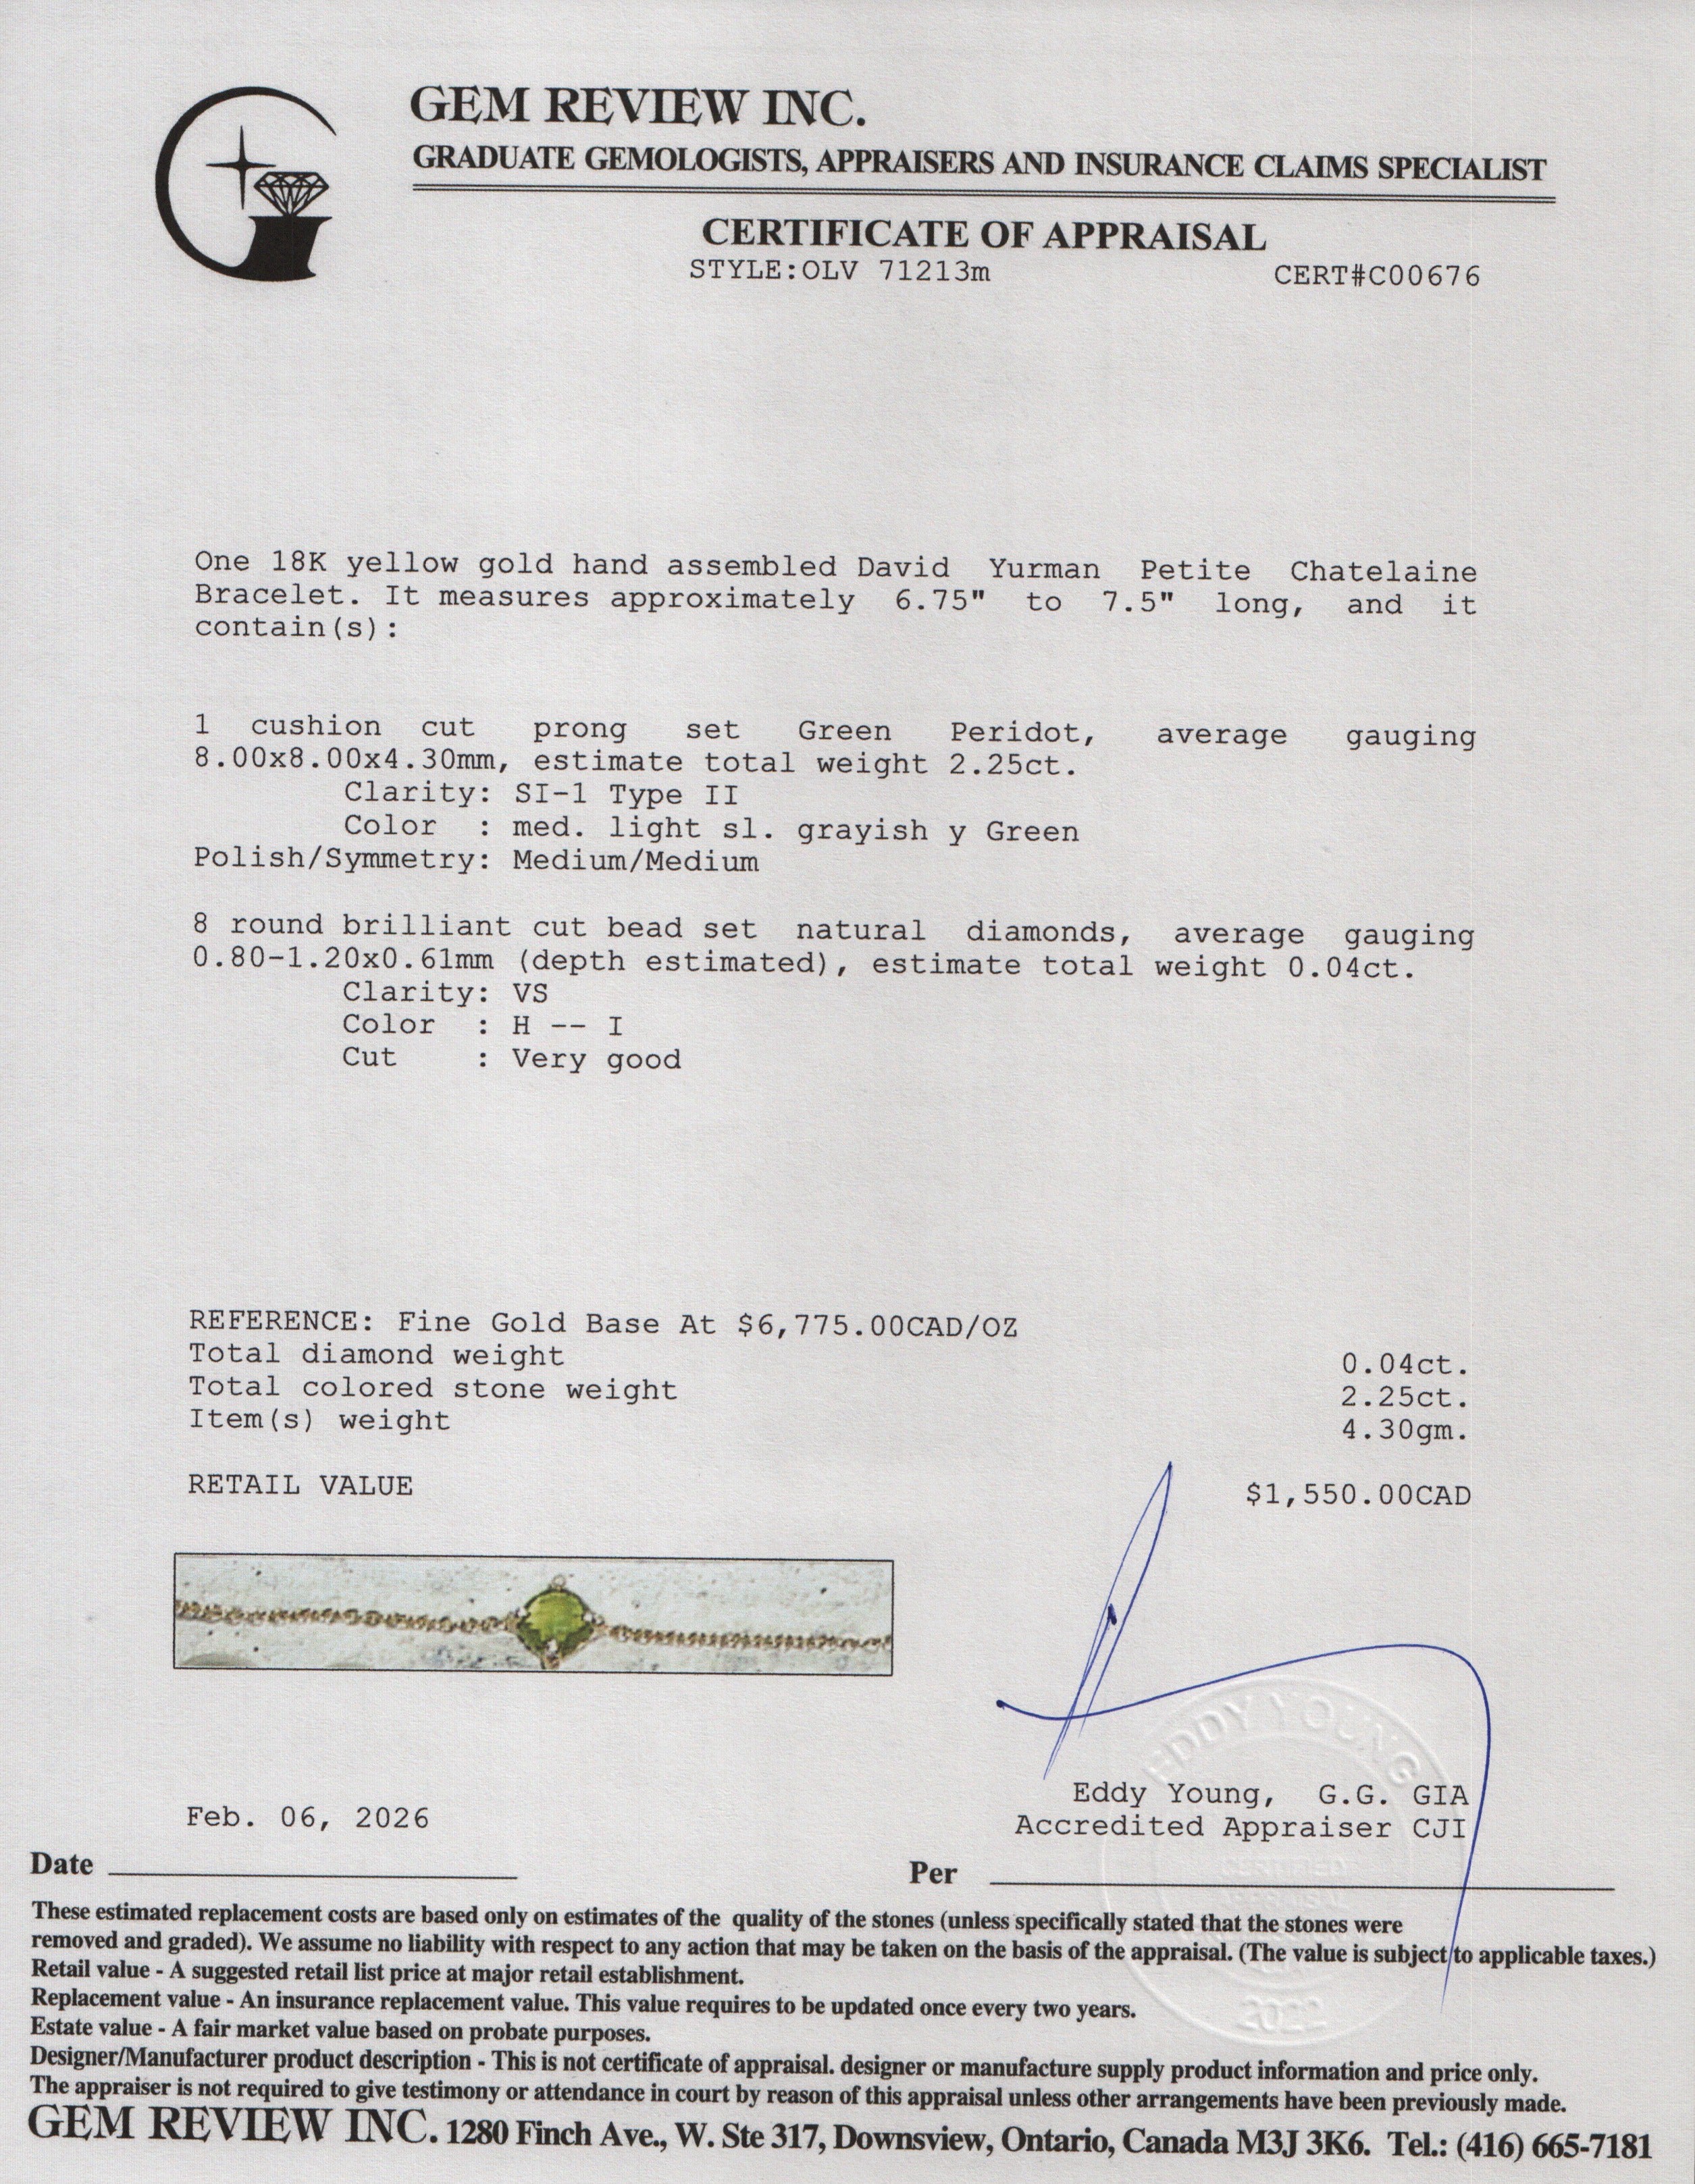 GEM REVIEW INC.
GRADUATE GEMOLOGISTS, APPRAISERS AND INSURANCE CLAIMS SPECIALIST
CERTIFICATE OF APPRAISAL
STYLE:OLV 71213m CERT#C00676
One 18K yellow gold hand assembled David Yurman Petite Chatelaine
Bracelet. It measures approximately 6.75" to 7.5" long, and it
contain(s):
1 cushion cut prong set Green Peridot, average gauging
8.00x8.00x4.30mm, estimate total weight 2.25ct.
Clarity: SI-1 Type II
Color : med. light sl. grayish y Green
Polish/Symmetry: Medium/Medium
8 round brilliant cut bead set natural diamonds, average gauging
0.80-1.20x0.61mm (depth estimated), estimate total weight 0.04ct.
Clarity: VS
Color : H -- I
Cut : Very good
REFERENCE: Fine Gold Base At $6,775.00CAD/OZ
Total diamond weight 0.04ct.
Total colored stone weight 2.25ct.
Item(s) weight 4.30gm.
RETAIL VALUE $1,550.00CAD
EDDY YOUNG
Eddy Young, G.G. GIA
Feb. 06, 2026 Accredited Appraiser CJI
Date Per
CERTIFIED
2022
These estimated replacement costs are based only on estimates of the quality of the stones (unless specifically stated that the stones were
removed and graded). We assume no liability with respect to any action that may be taken on the basis of the appraisal. (The value is subject to applicable taxes.)
Retail value - A suggested retail list price at major retail establishment.
Replacement value - An insurance replacement value. This value requires to be updated once every two years.
Estate value - A fair market value based on probate purposes.
Designer/Manufacturer product description - This is not certificate of appraisal. designer or manufacture supply product information and price only.
The appraiser is not required to give testimony or attendance in court by reason of this appraisal unless other arrangements have been previously made.
GEM REVIEW INC. 1280 Finch Ave., W. Ste 317, Downsview, Ontario, Canada M3J 3K6. Tel.: (416) 665-7181